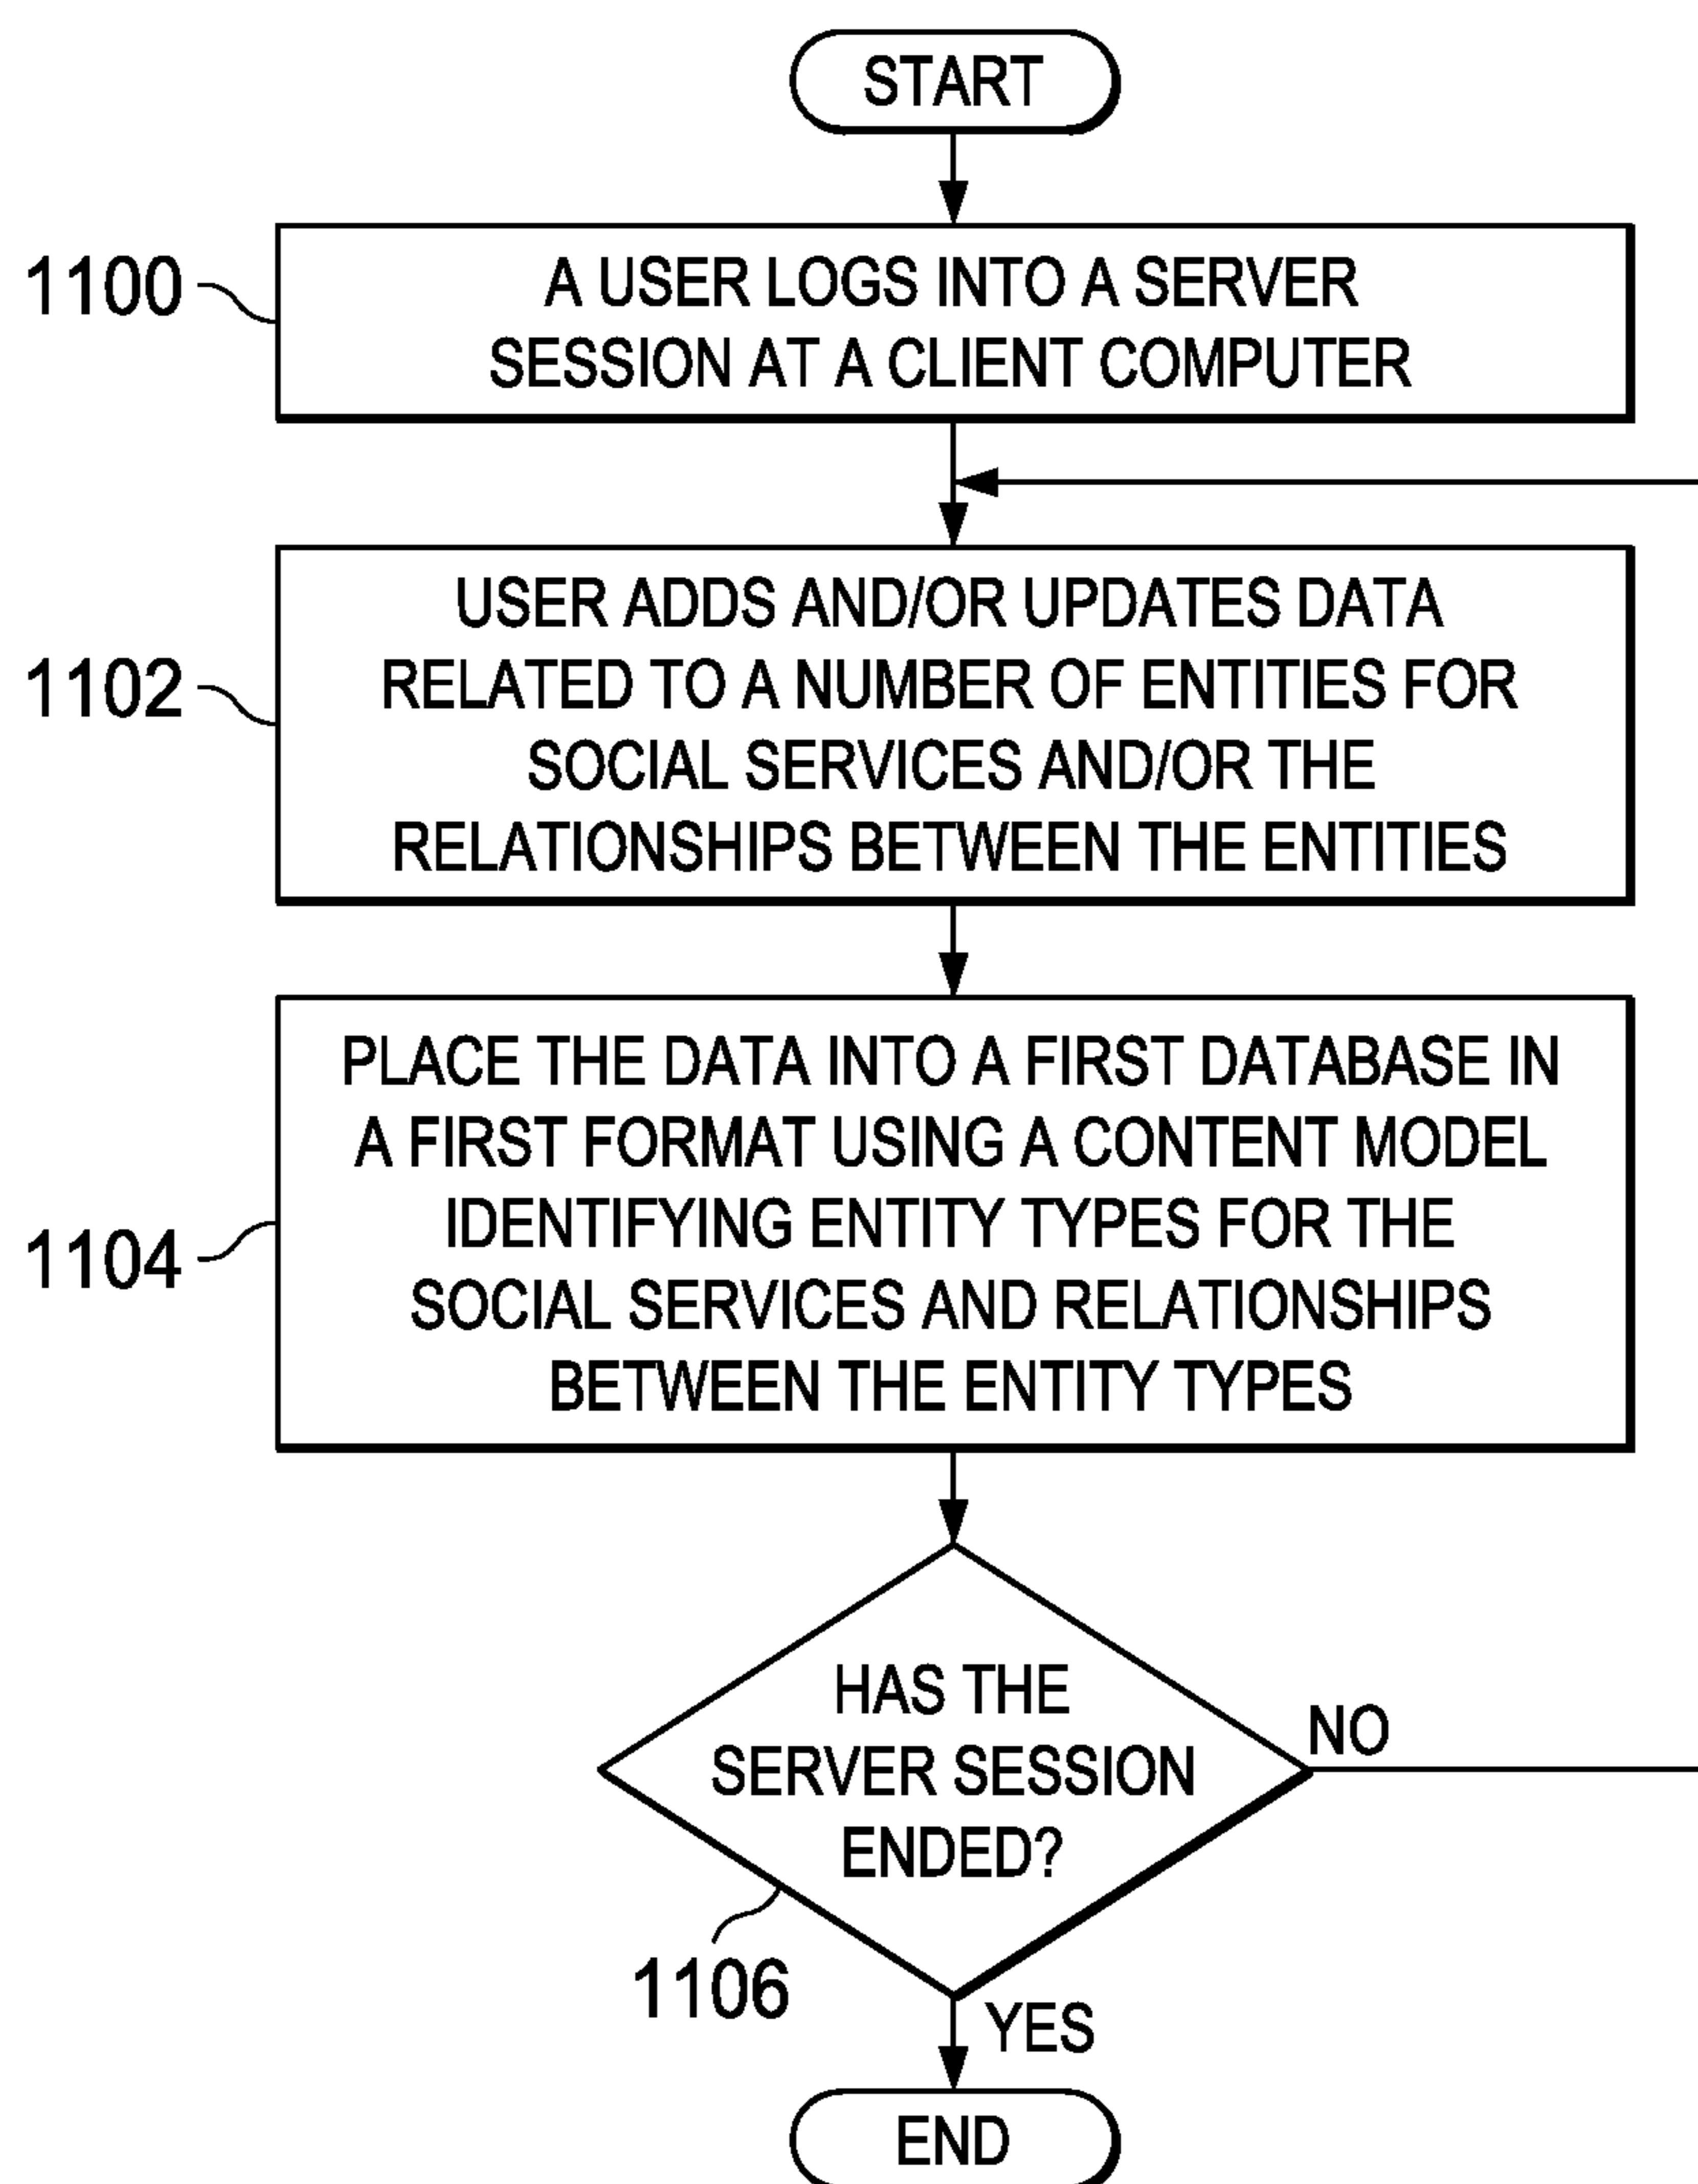 START
1100
A USER LOGS INTO A SERVER
SESSION AT A CLIENT COMPUTER
1102
USER ADDS AND/OR UPDATES DATA
RELATED TO A NUMBER OF ENTITIES FOR
SOCIAL SERVICES AND/OR THE
RELATIONSHIPS BETWEEN THE ENTITIES
1104
PLACE THE DATA INTO A FIRST DATABASE IN
A FIRST FORMAT USING A CONTENT MODEL
IDENTIFYING ENTITY TYPES FOR THE
SOCIAL SERVICES AND RELATIONSHIPS
BETWEEN THE ENTITY TYPES
HAS THE
SERVER SESSION
ENDED?
NO
1106
YES
END